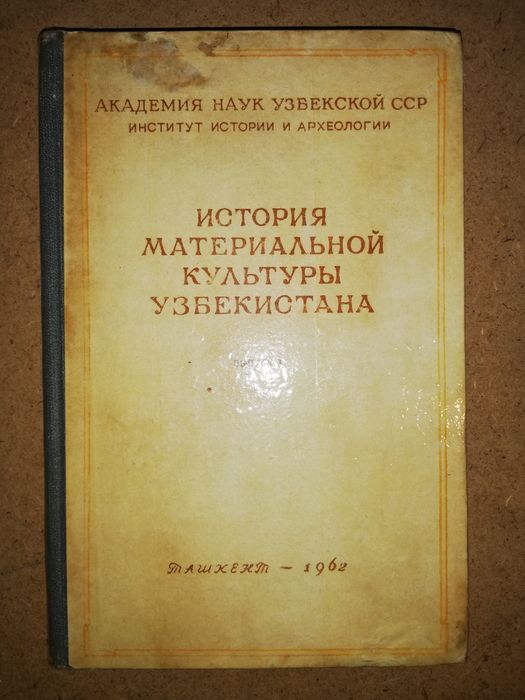 АКАДЕМИЯ НАУК УЗБЕКСКОЙ ССР
ИНСТИТУТ ИСТОРИИ И АРХЕОЛОГИИ
ИСТОРИЯ
МАТЕРИАЛЬНОЙ
КУЛЬТУРЫ
УЗБЕКИСТАНА
ТАШКЕНТ — 1962